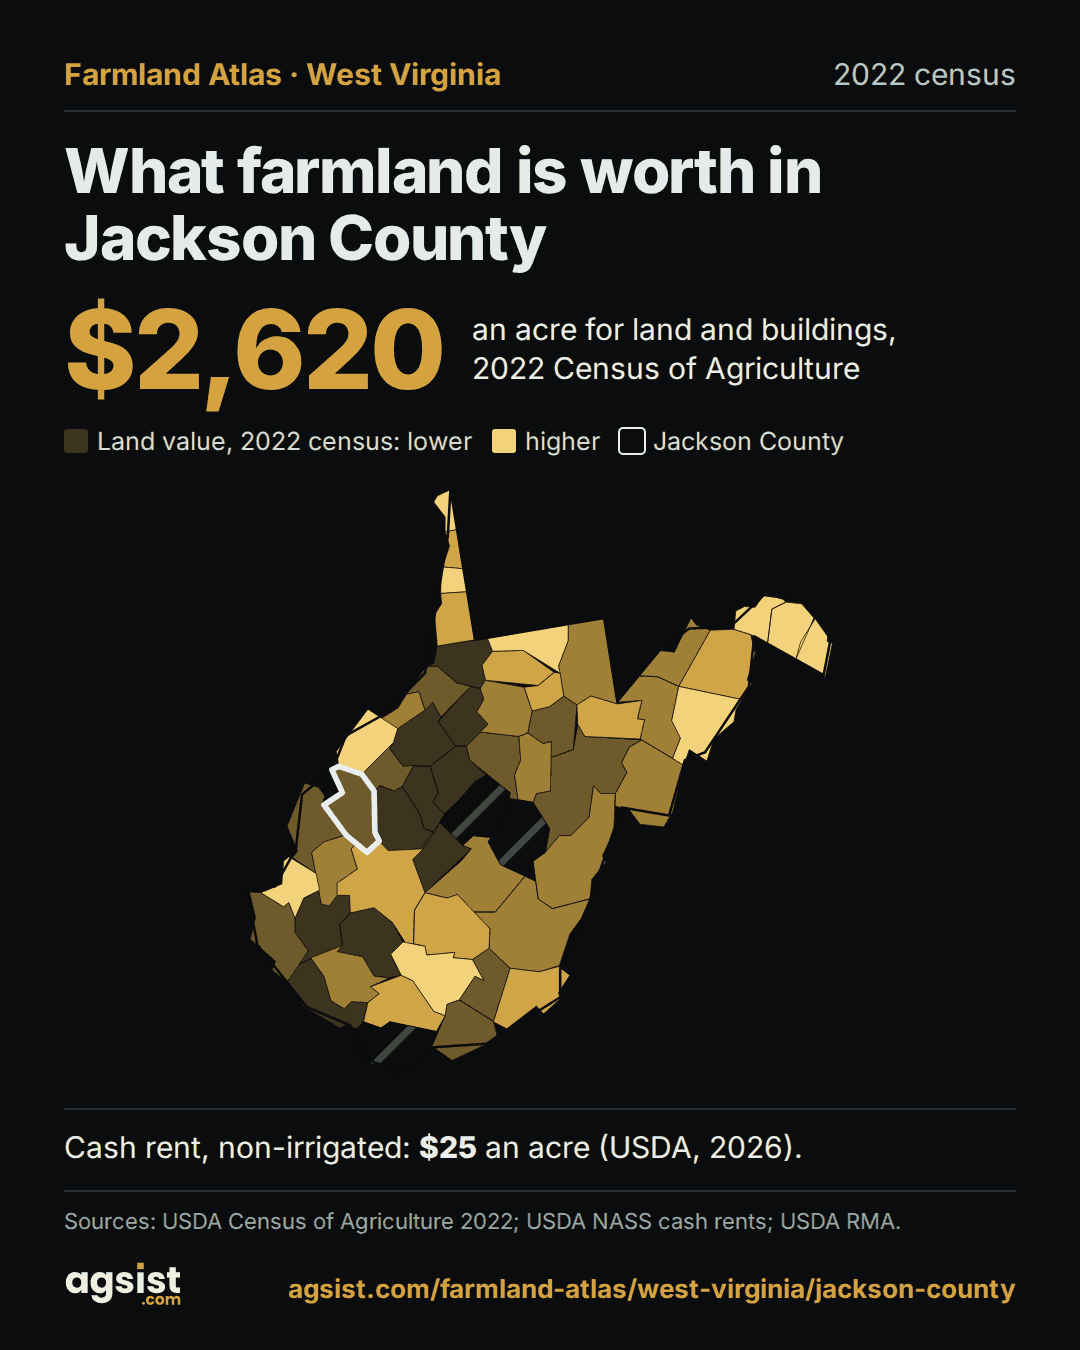 Farmland Atlas · West Virginia
2022 census
What farmland is worth in
Jackson County
$2,620
an acre for land and buildings,
2022 Census of Agriculture
Land value, 2022 census: lower
higher
Jackson County
Cash rent, non-irrigated: $25 an acre (USDA, 2026).
Sources: USDA Census of Agriculture 2022; USDA NASS cash rents; USDA RMA.
agsist
.com
agsist.com/farmland-atlas/west-virginia/jackson-county